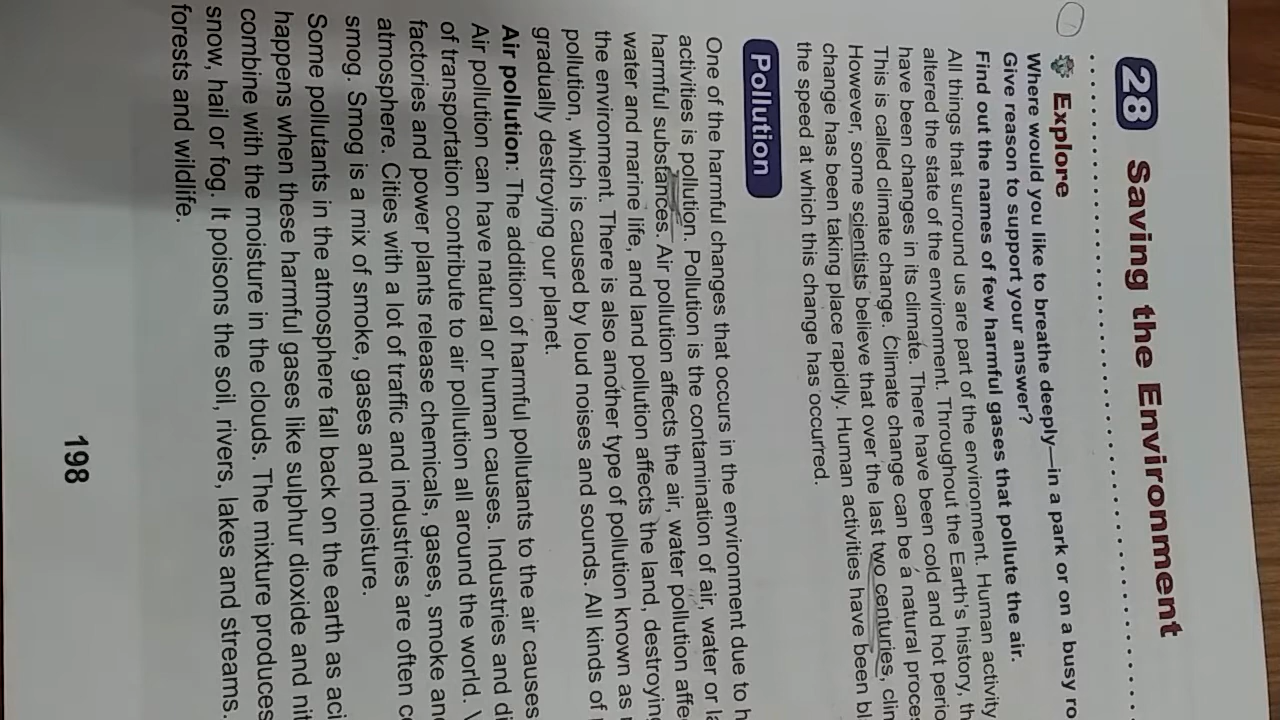 28 Saving the Environment
Explore
Where would you like to breathe deeply—in a park or on a busy
Give reason to support your answer?
Find out the names of few harmful gases that pollute the air.
All things that surround us are part of the environment. Human activity
altered the state of the environment. Throughout the Earth's history,
have been changes in its climate. There have been cold and hot
This is called climate change. Climate change can be a natural
However, some scientists believe that over the last two centuries,
change has been taking place rapidly. Human activities have been
the speed at which this change has occurred.
Pollution
One of the harmful changes that occurs in the environment due to
activities is pollution. Pollution is the contamination of air, water or
harmful substances. Air pollution affects the air, water pollution
water and marine life, and land pollution affects the land, destroying
the environment. There is also another type of pollution known as
pollution, which is caused by loud noises and sounds. All kinds of
gradually destroying our planet.
Air pollution: The addition of harmful pollutants to the air causes
Air pollution can have natural or human causes. Industries and
of transportation contribute to air pollution all around the world.
factories and power plants release chemicals, gases, smoke
atmosphere. Cities with a lot of traffic and industries are often
smog. Smog is a mix of smoke, gases and moisture.
Some pollutants in the atmosphere fall back on the earth as
happens when these harmful gases like sulphur dioxide and
combine with the moisture in the clouds. The mixture produces
snow, hail or fog. It poisons the soil, rivers, lakes and streams.
forests and wildlife.
198